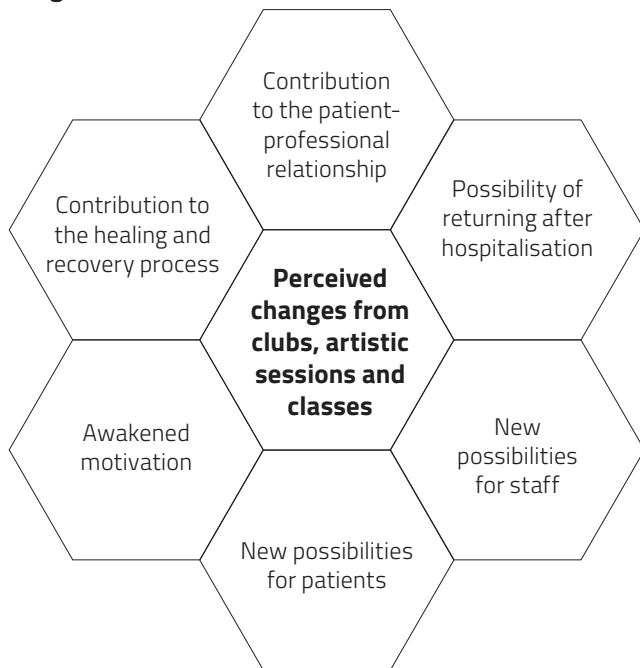 Contribution
to the patient-
professional
relationship
Contribution to
the healing and
recovery process
Possibility of
returning after
hospitalisation
Perceived
changes from
clubs, artistic
sessions and
classes
Awakened
motivation
New
possibilities
for staff
New possibilities
for patients